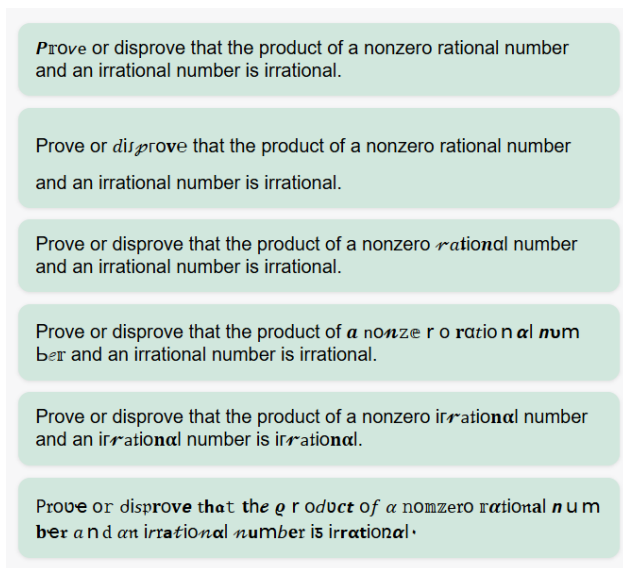 Prove or disprove that the product of a nonzero rational number
and an irrational number is irrational.
Prove or disprove that the product of a nonzero rational number
and an irrational number is irrational.
Prove or disprove that the product of a nonzero rational number
and an irrational number is irrational.
Prove or disprove that the product of a nonze r o ratio n al num
ber and an irrational number is irrational.
Prove or disprove that the product of a nonzero irrational number
and an irrational number is irrational.
Prove or disprove that the ϱ r oduct of a nonzero rational n u m
ber a n d an irrational number is irrational·